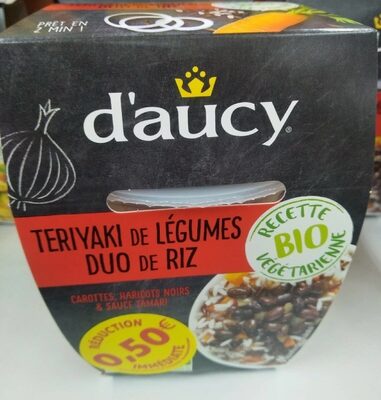 PRÊT EN
2 MIN !
d'aucy®
TERIYAKI DE LÉGUMES
DUO DE RIZ
CAROTTES, HARICOTS NOIRS
& SAUCE TAMARI
RECETTE
BIO
VÉGÉTARIENNE
RÉDUCTION
0,50€
IMMÉDIATE